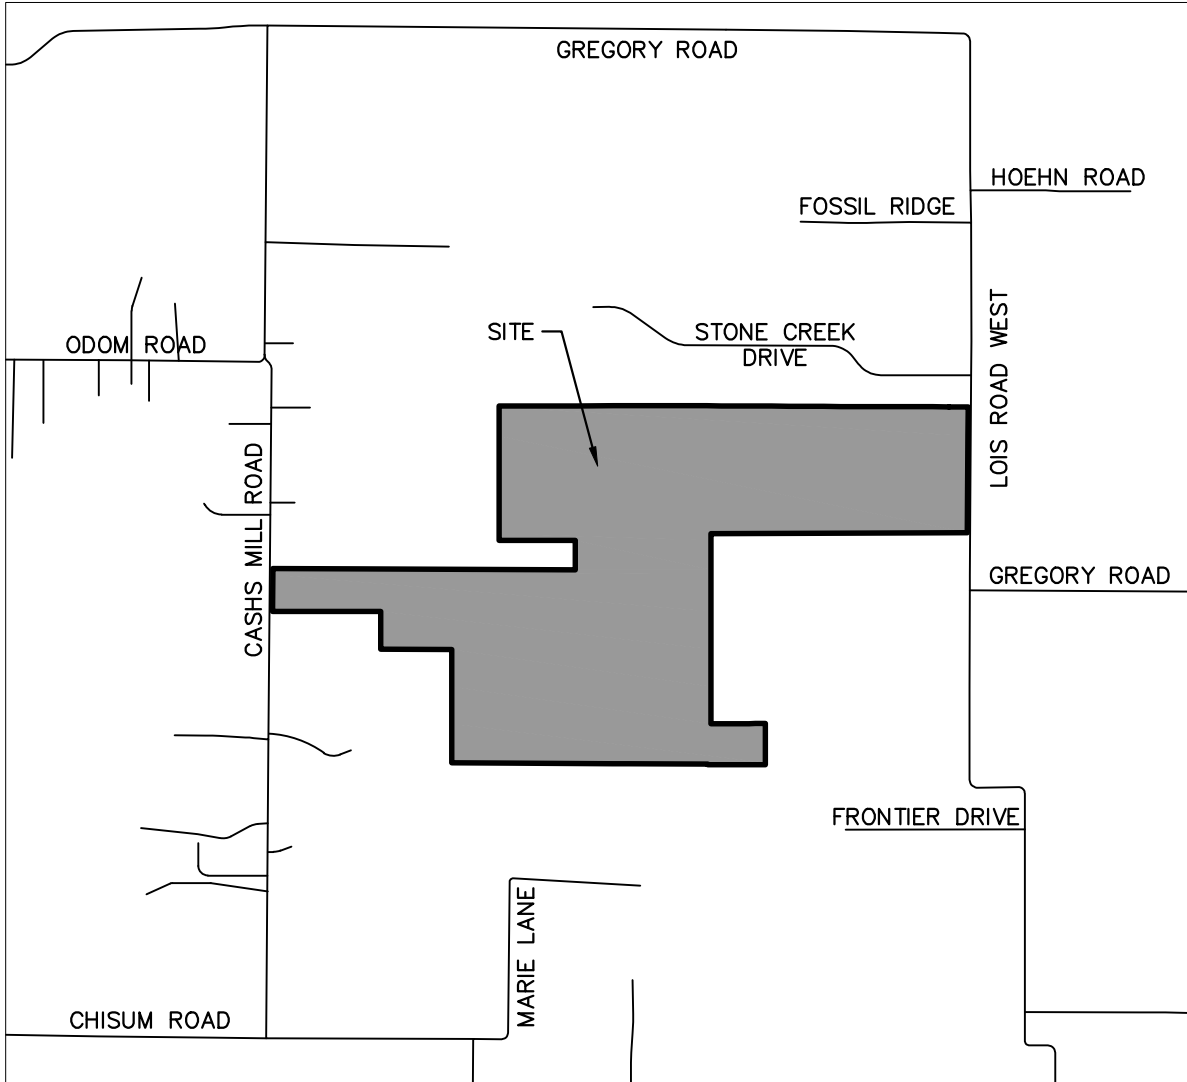 GREGORY ROAD
HOEHN ROAD
FOSSIL RIDGE
SITE
STONE CREEK
DRIVE
LOIS ROAD WEST
ODOM ROAD
CASHS MILL ROAD
GREGORY ROAD
FRONTIER DRIVE
MARIE LANE
CHISUM ROAD